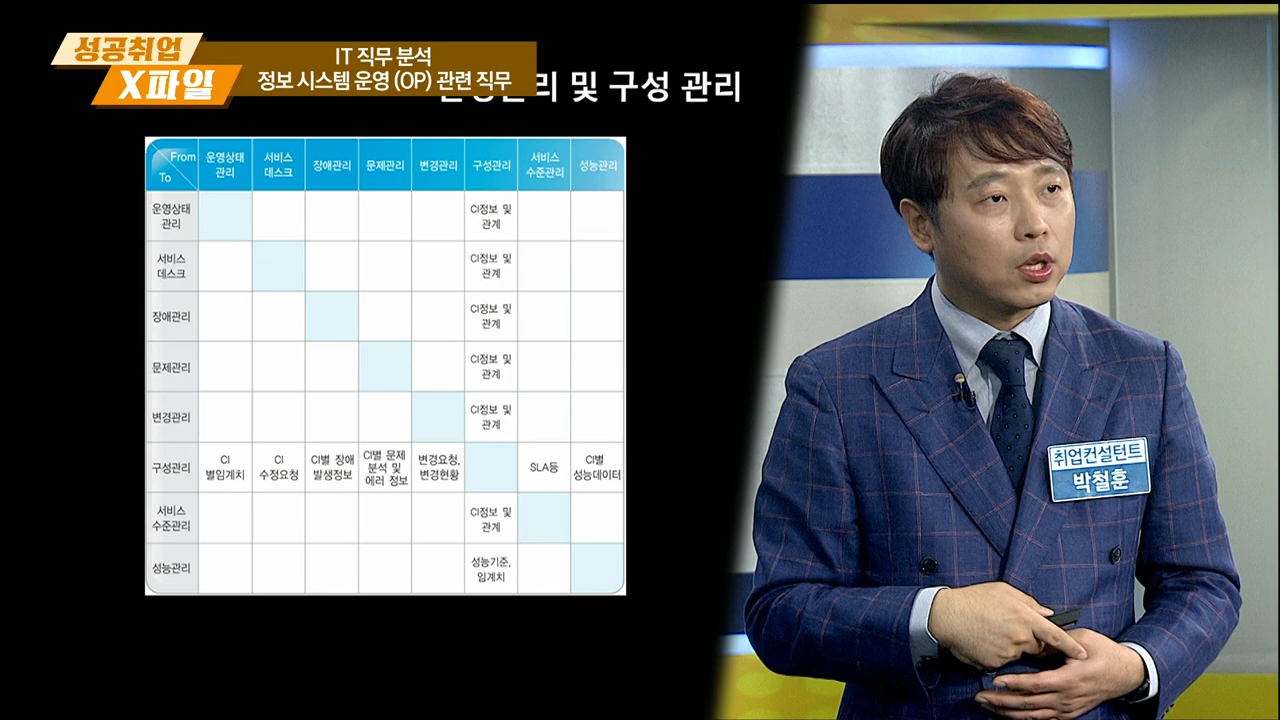 성공취업
X파일
IT 직무 분석
정보 시스템 운영 (OP) 관련 직무
및 구성 관리
From
To
운영상태
관리
서비스
데스크
장애관리
문제관리
변경관리
구성관리
서비스
수준관리
성능관리
운영상태
관리
CI정보 및
관계
서비스
데스크
CI정보 및
관계
장애관리
CI정보 및
관계
문제관리
CI정보 및
관계
변경관리
CI정보 및
관계
구성관리
CI
별임계치
CI
수정요청
CI별 장애
발생정보
CI별 문제
분석 및
에러 정보
변경요청,
변경현황
SLA등
CI별
성능데이터
서비스
수준관리
CI정보 및
관계
성능관리
성능기준,
임계치
취업컨설턴트
박철훈